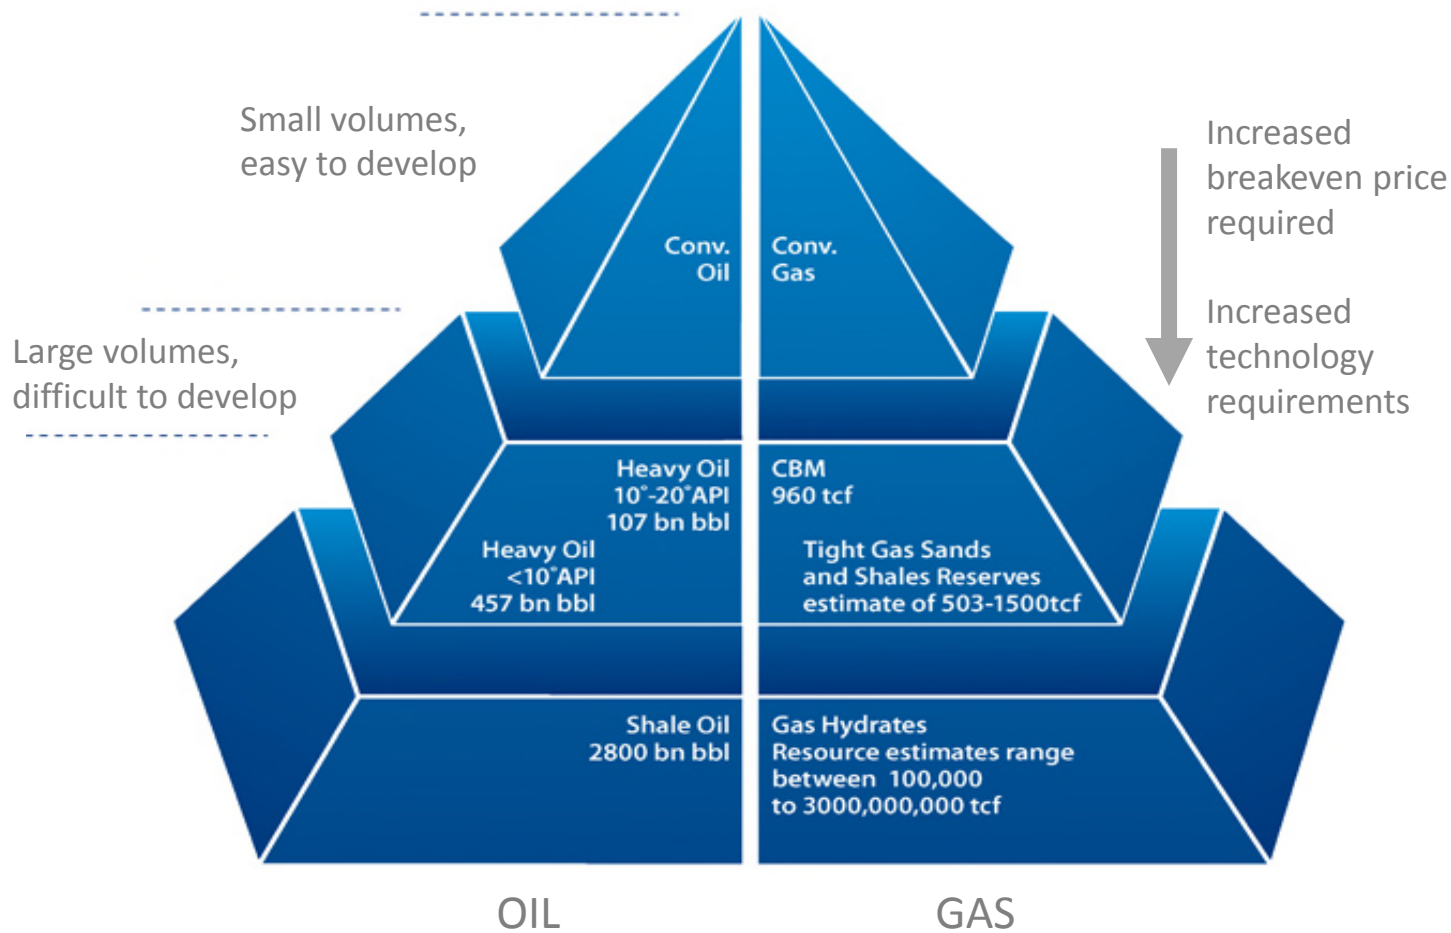 Small volumes,
easy to develop
Increased
breakeven price
required
Conv.
Oil
Conv.
Gas
Increased
technology
requirements
Large volumes,
difficult to develop
Heavy Oil
10°-20°API
107 bn bbl
Heavy Oil
<10°API
457 bn bbl
CBM
960 tcf
Tight Gas Sands
and Shales Reserves
estimate of 503-1500tcf
Shale Oil
2800 bn bbl
Gas Hydrates
Resource estimates range
between 100,000
to 3000,000,000 tcf
OIL
GAS